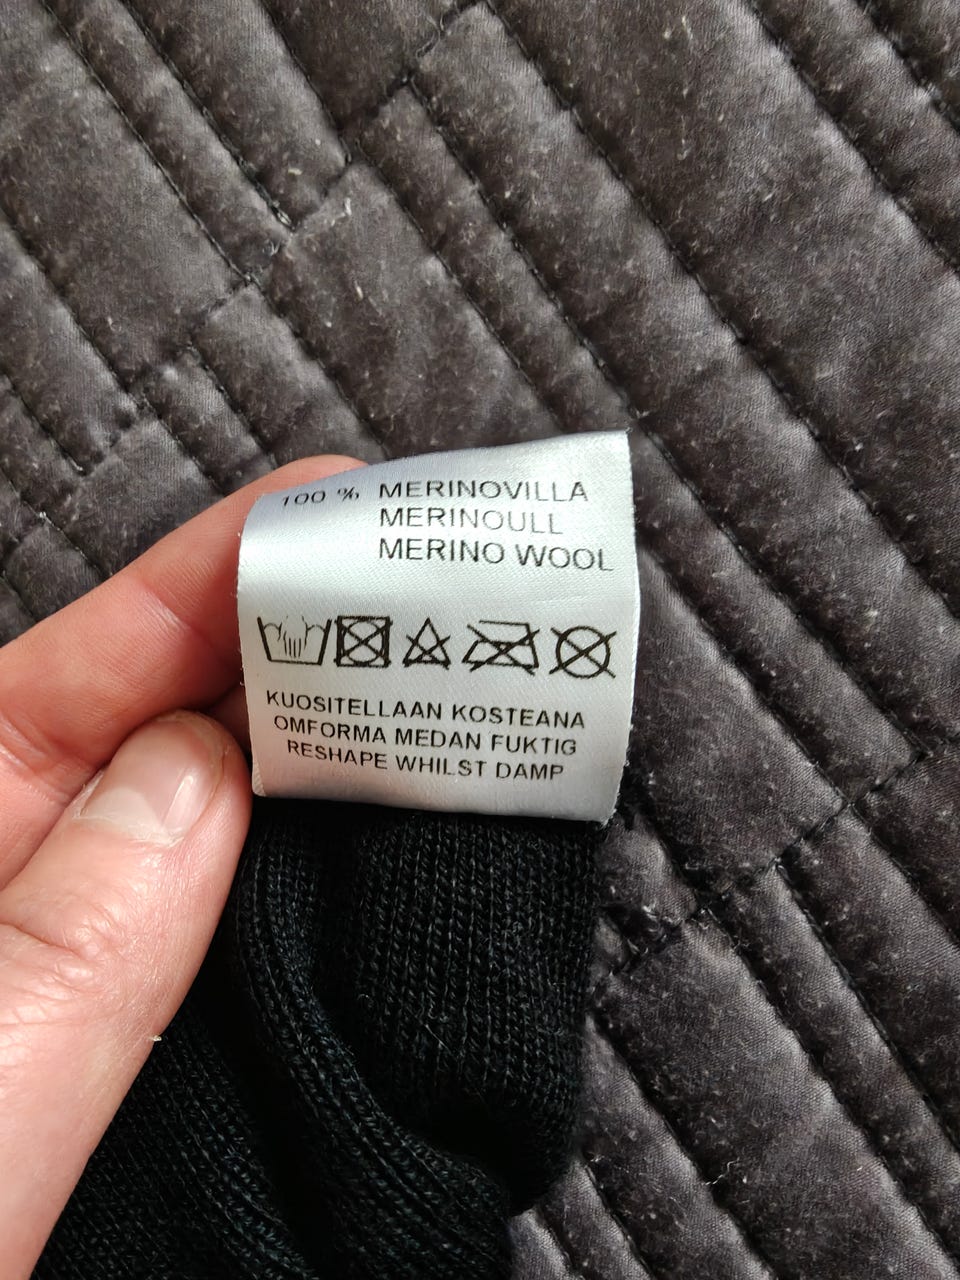 100 % MERINOVILLA
MERINOULL
MERINO WOOL
KUOSITELLAAN KOSTEANA
OMFORMA MEDAN FUKTIG
RESHAPE WHILST DAMP